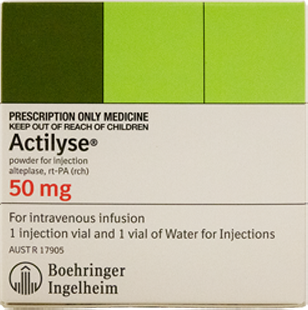 PRESCRIPTION ONLY MEDICINE
KEEP OUT OF REACH OF CHILDREN
Actilyse®
powder for injection
alteplase, rt-PA (rch)
50 mg
For intravenous infusion
1 injection vial and 1 vial of Water for Injections
AUST R 17905
Boehringer
Ingelheim